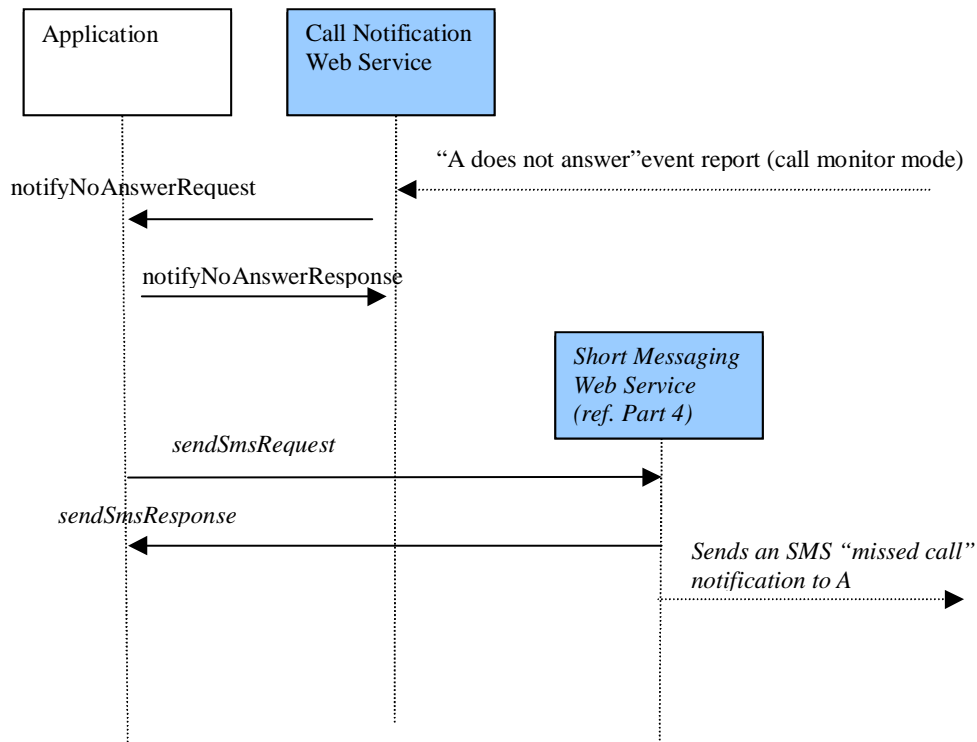 Application
Call Notification
Web Service
“A does not answer”event report (call monitor mode)
notifyNoAnswerRequest
notifyNoAnswerResponse
Short Messaging
Web Service
(ref. Part 4)
sendSmsRequest
sendSmsResponse
Sends an SMS “missed call”
notification to A